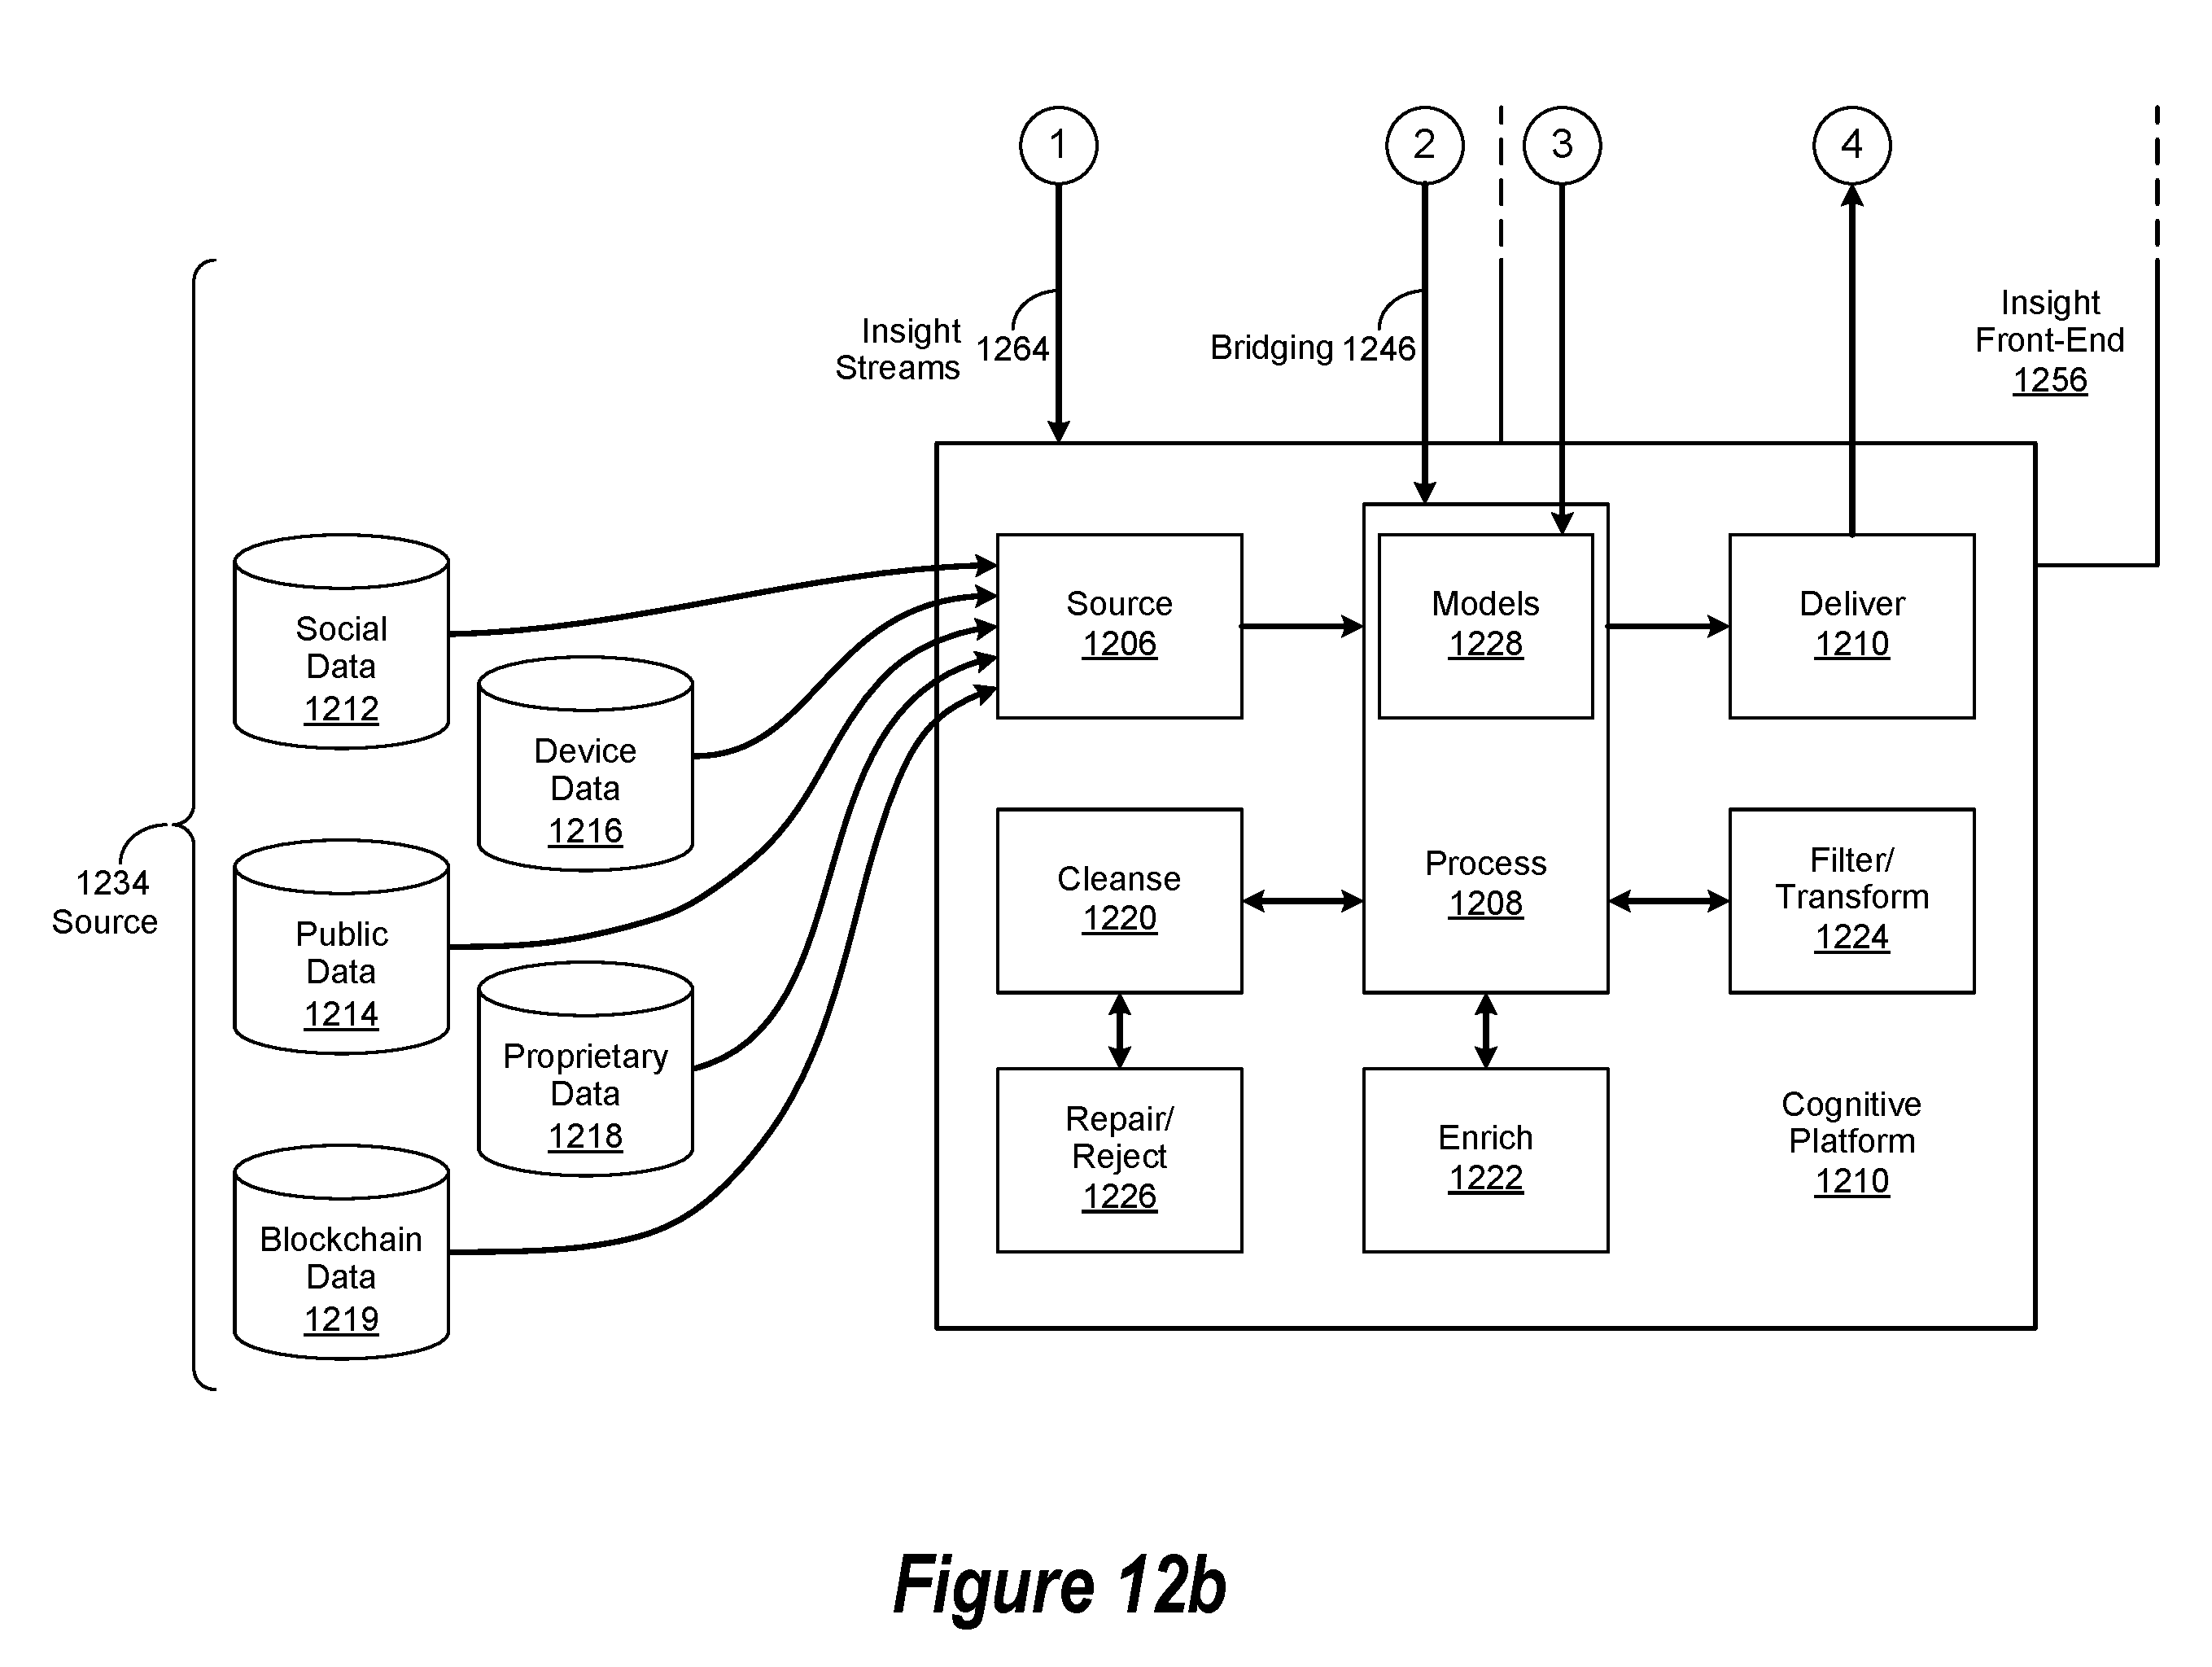 1
2
3
4
Insight
Streams
1264
Bridging 1246
Insight
Front-End
1256
1234
Source
Social
Data
1212
Device
Data
1216
Public
Data
1214
Proprietary
Data
1218
Blockchain
Data
1219
Source
1206
Models
1228
Deliver
1210
Cleanse
1220
Process
1208
Filter/
Transform
1224
Repair/
Reject
1226
Enrich
1222
Cognitive
Platform
1210
Figure 12b